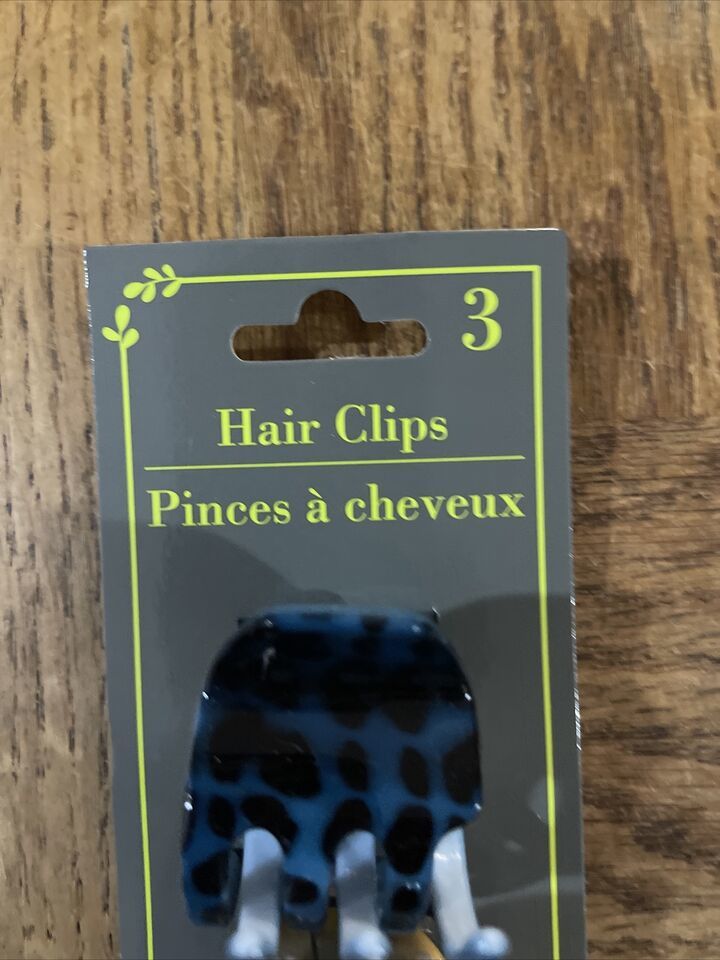 3
Hair Clips
Pinces à cheveux